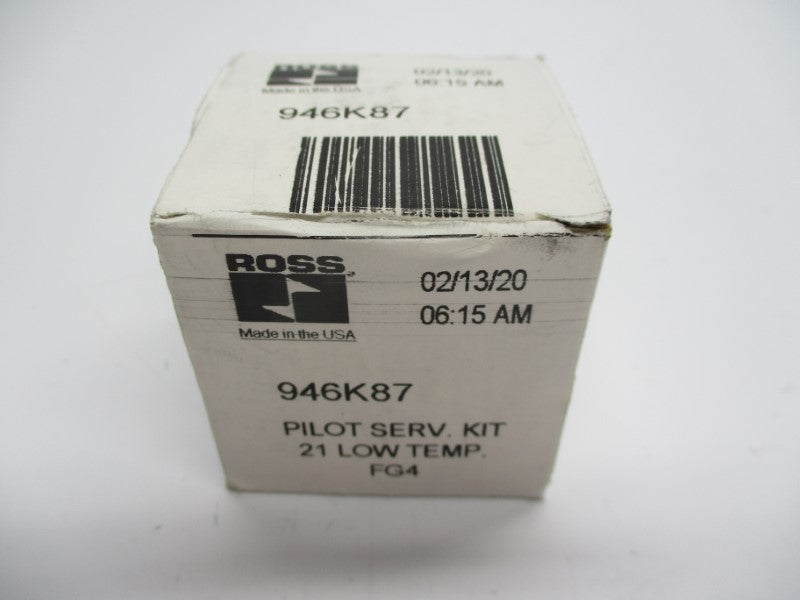 ROSS
Made in the USA
02/13/20
06:15 AM
946K87
ROSS
Made in the USA
02/13/20
06:15 AM
946K87
PILOT SERV. KIT
21 LOW TEMP.
FG4